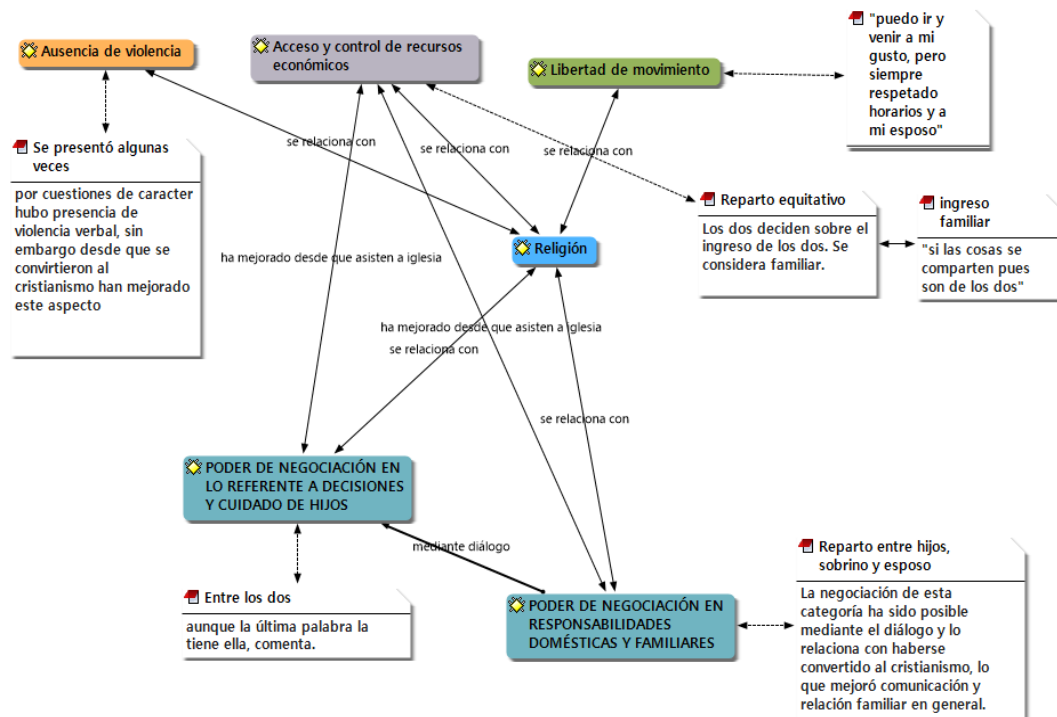 Ausencia de violencia
Acceso y control de recursos
económicos
Libertad de movimiento
"puedo ir y
venir a mi
gusto, pero
siempre
respetado
horarios y a
mi esposo"
se relaciona con
se relaciona con
se relaciona con
Se presentó algunas
veces
por cuestiones de caracter
hubo presencia de
violencia verbal, sin
embargo desde que se
convirtieron al
cristianismo han mejorado
este aspecto
Reparto equitativo
Los dos deciden sobre el
ingreso de los dos. Se
considera familiar.
ingreso
familiar
"si las cosas se
comparten pues
son de los dos"
Religión
ha mejorado desde que asisten a iglesia
ha mejorado desde que asisten a iglesia
se relaciona con
se relaciona con
PODER DE NEGOCIACIÓN EN
LO REFERENTE A DECISIONES
Y CUIDADO DE HIJOS
mediante diálogo
Entre los dos
aunque la última palabra la
tiene ella, comenta.
PODER DE NEGOCIACIÓN EN
RESPONSABILIDADES
DOMÉSTICAS Y FAMILIARES
Reparto entre hijos,
sobrino y esposo
La negociación de esta
categoría ha sido posible
mediante el diálogo y lo
relaciona con haberse
convertido al cristianismo, lo
que mejoró comunicación y
relación familiar en general.